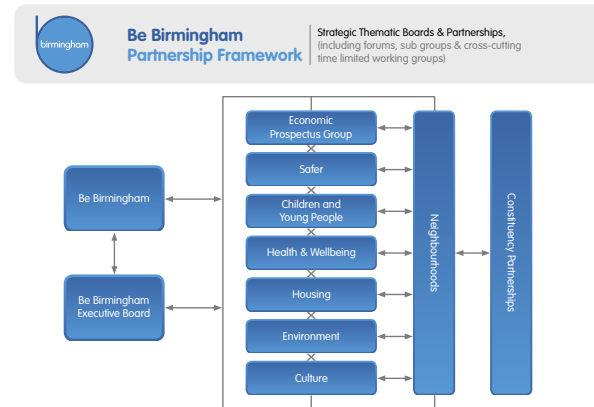 birmingham
Be Birmingham
Partnership Framework
Strategic Thematic Boards & Partnerships,
(including forums, sub groups & cross-cutting
time limited working groups)
Economic
Prospectus Group
Safer
Children and
Young People
Health & Wellbeing
Housing
Environment
Culture
Be Birmingham
Be Birmingham
Executive Board
Neighbourhoods
Constituency Partnerships